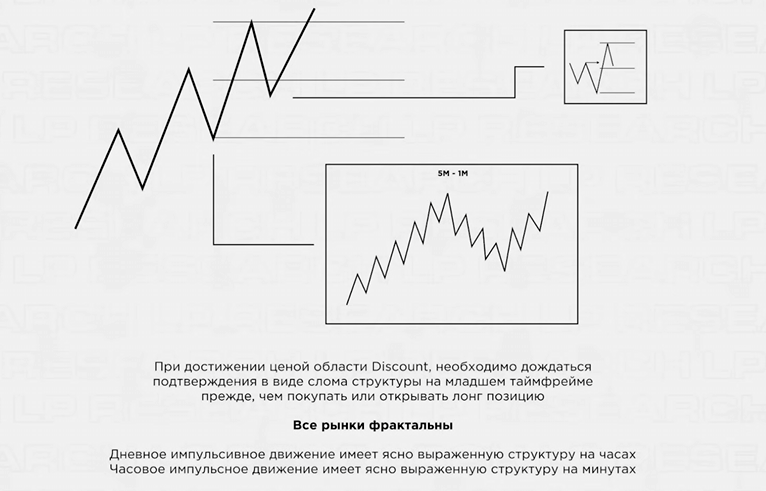 5M - 1M
При достижении ценой области Discount, необходимо дождаться
подтверждения в виде слома структуры на младшем таймфрейме
прежде, чем покупать или открывать лонг позицию
Все рынки фрактальны
Дневное импульсивное движение имеет ясно выраженную структуру на часах
Часовое импульсное движение имеет ясно выраженную структуру на минутах